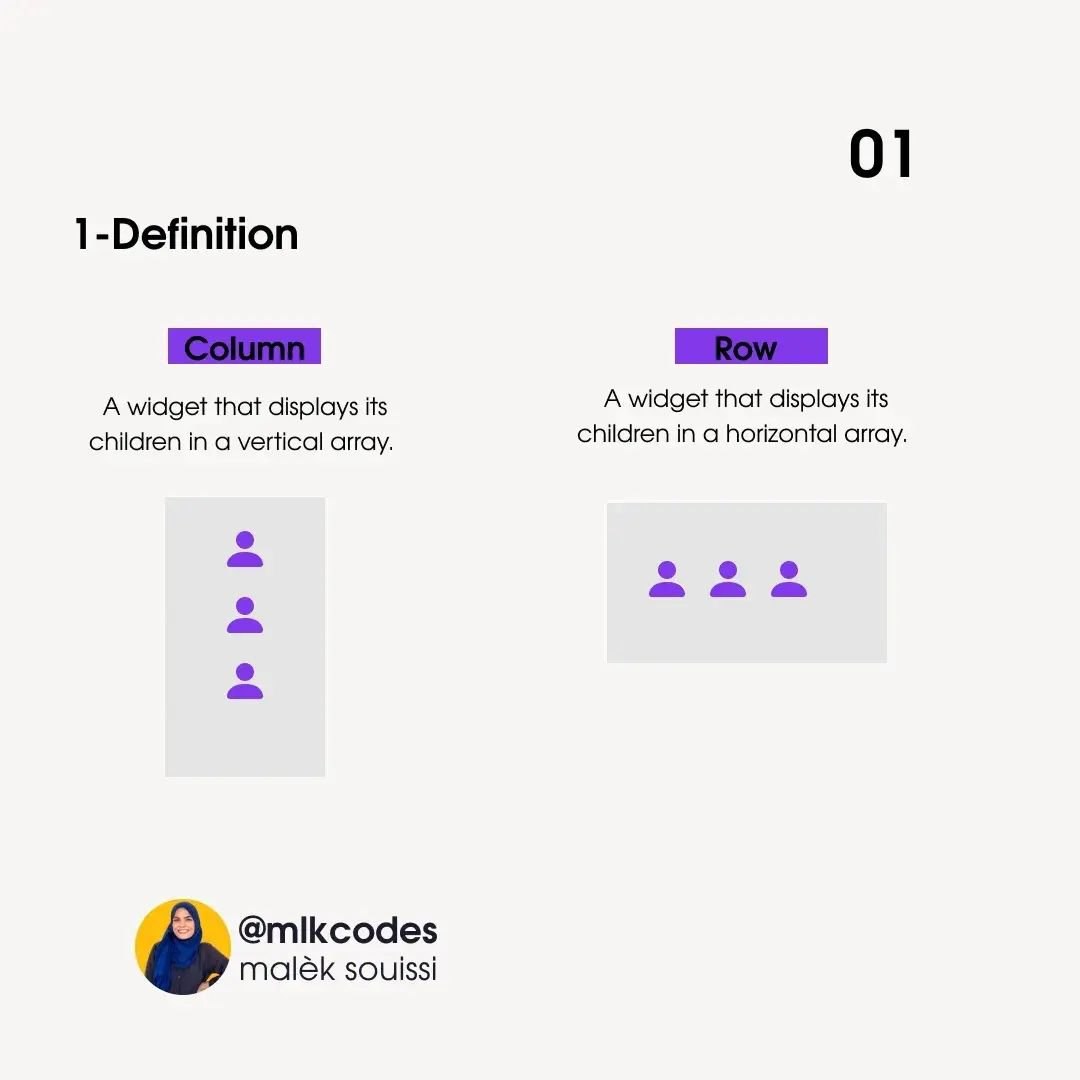 01
1-Definition
Column
A widget that displays its
children in a vertical array.
Row
A widget that displays its
children in a horizontal array.
@mlkcodes
malèk souissi